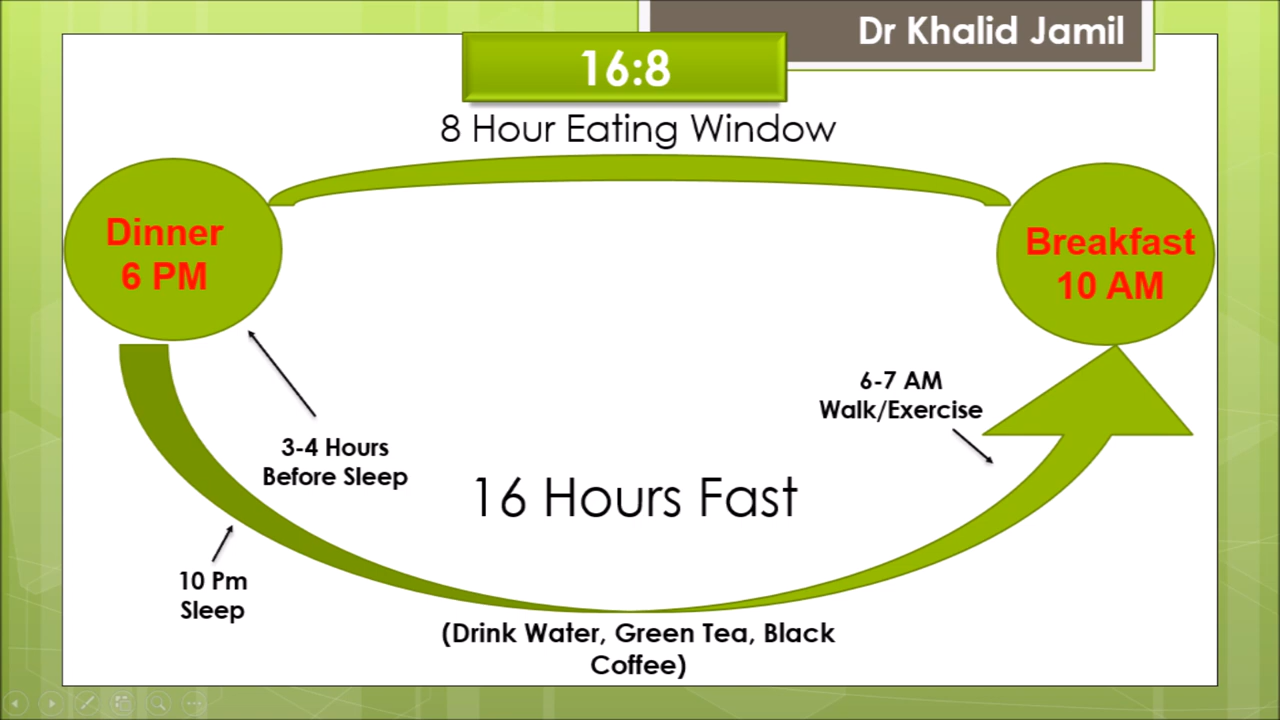 Dr Khalid Jamil
16:8
8 Hour Eating Window
Dinner
6 PM
Breakfast
10 AM
6-7 AM
Walk/Exercise
3-4 Hours
Before Sleep
16 Hours Fast
10 Pm
Sleep
(Drink Water, Green Tea, Black
Coffee)